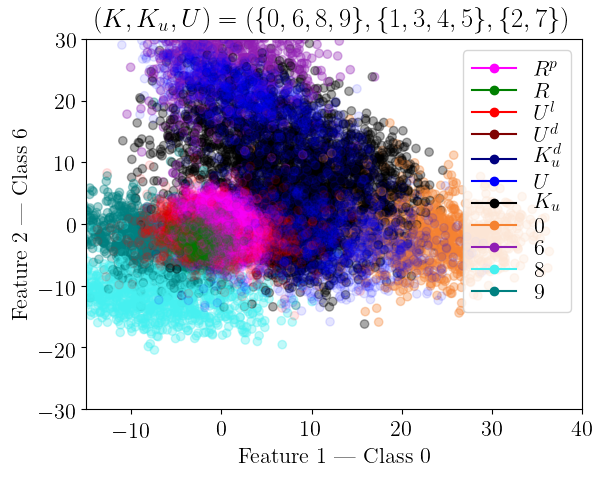 (K, K_u, U) = ({0, 6, 8, 9}, {1, 3, 4, 5}, {2, 7})
30
20
10
0
−10
−20
−30
Feature 2 — Class 6
R^p
R
U^l
U^d
K_u^d
U
K_u
0
6
8
9
−10
0
10
20
30
40
Feature 1 — Class 0